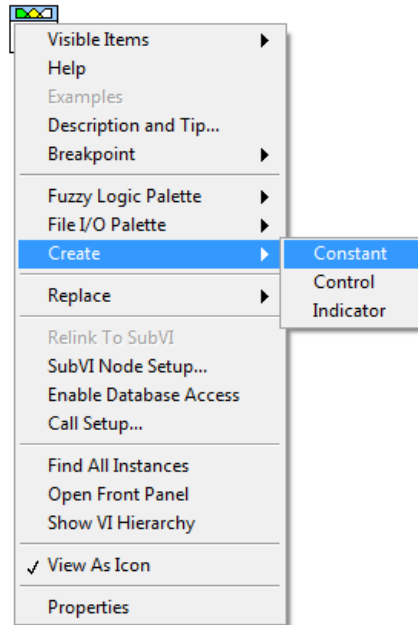 Visible Items
Help
Examples
Description and Tip...
Breakpoint
Fuzzy Logic Palette
File I/O Palette
Create
Constant
Control
Indicator
Replace
Relink To SubVI
SubVI Node Setup...
Enable Database Access
Call Setup...
Find All Instances
Open Front Panel
Show VI Hierarchy
View As Icon
Properties